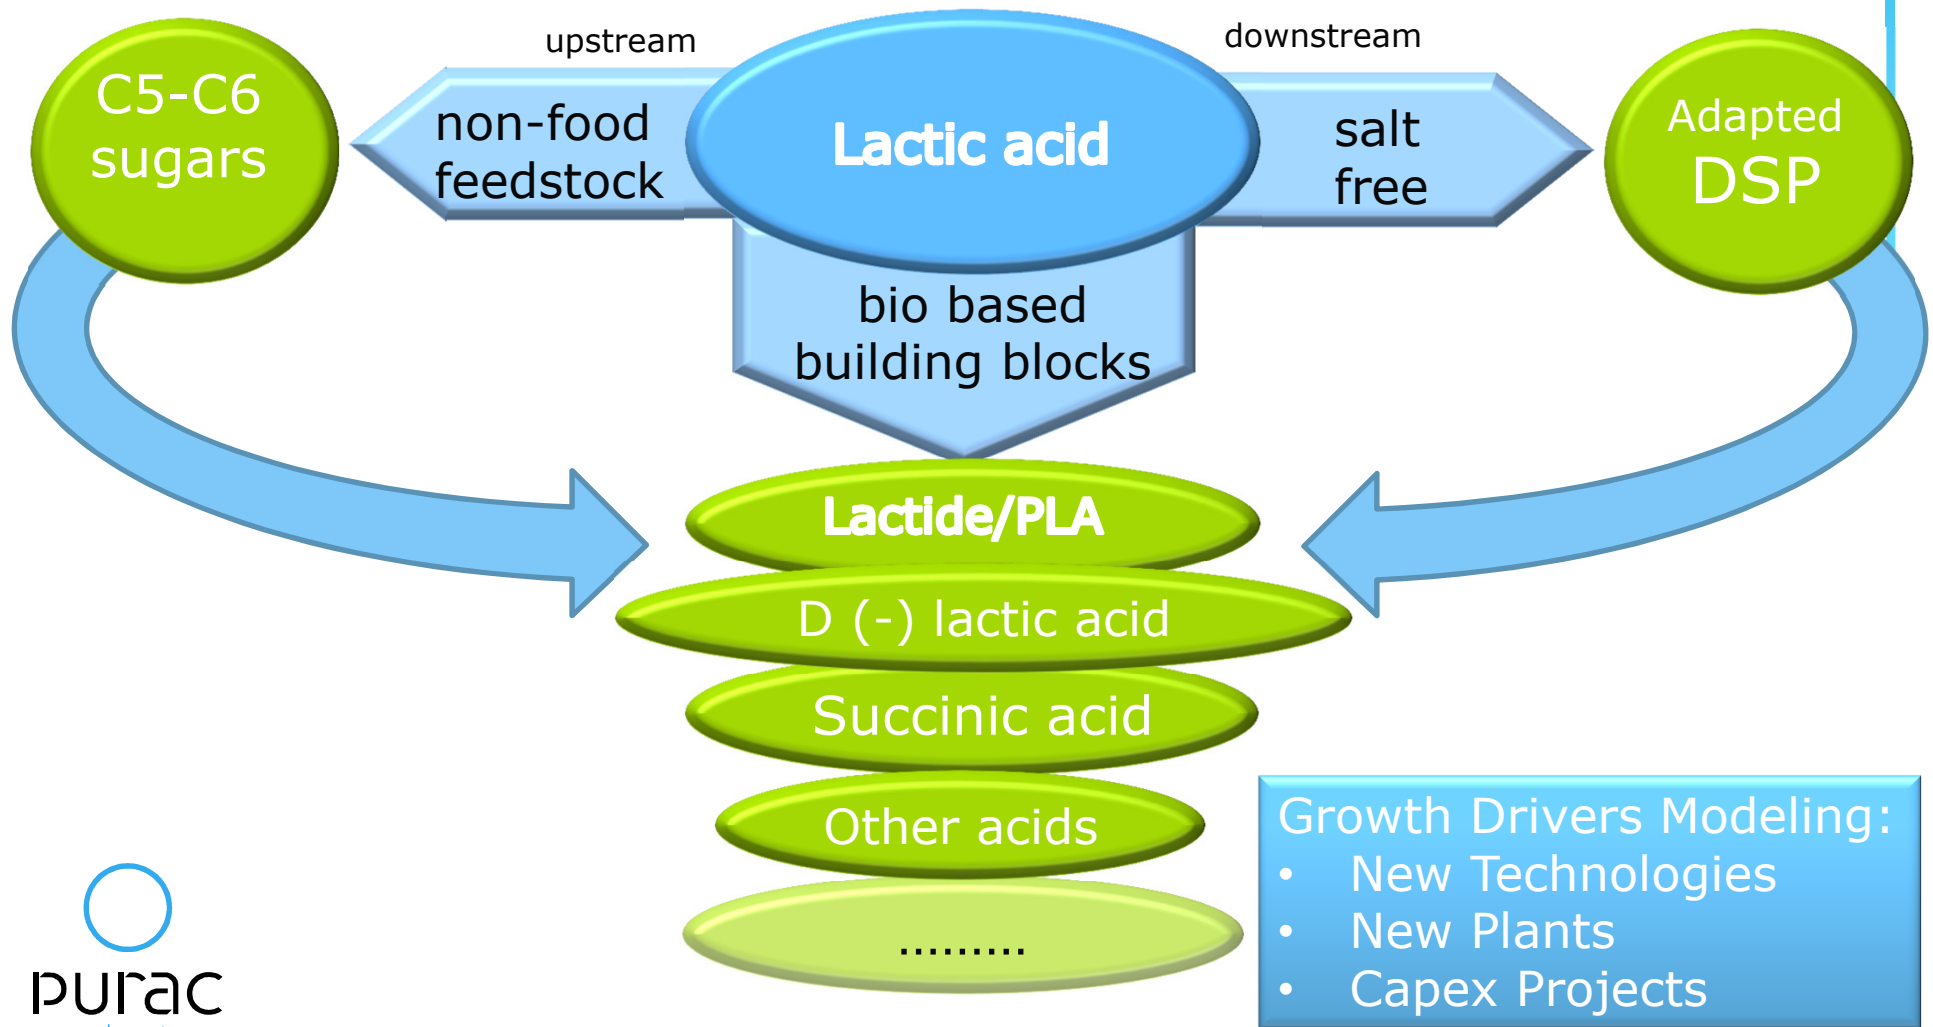 upstream
downstream
C5-C6
sugars
non-food
feedstock
Lactic acid
salt
free
Adapted
DSP
bio based
building blocks
Lactide/PLA
D (-) lactic acid
Succinic acid
Other acids
.........
Growth Drivers Modeling:
• New Technologies
• New Plants
• Capex Projects
purac